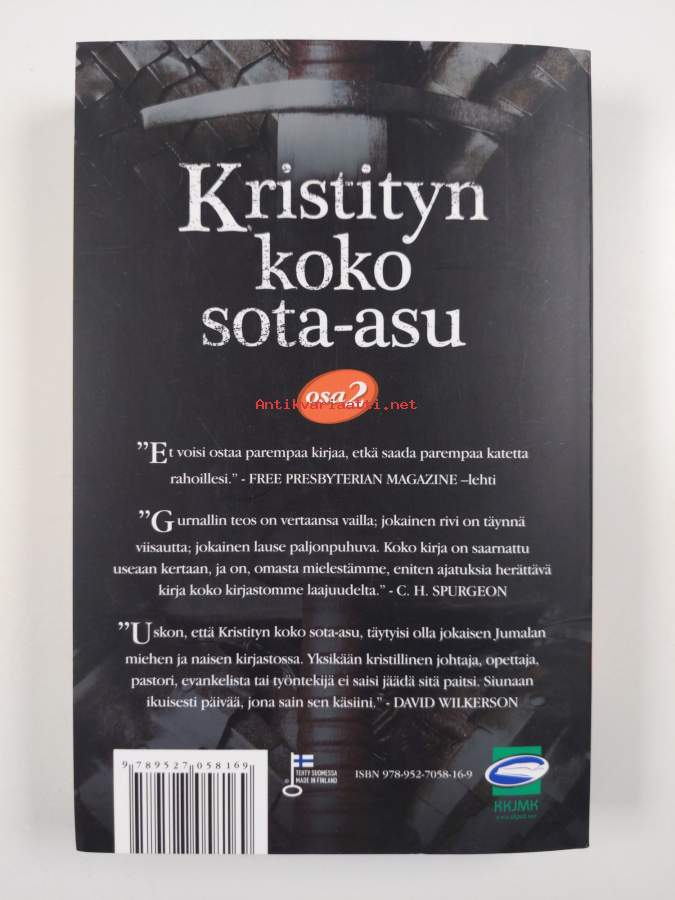 Kristityn
koko
sota-asu
osa 2
Antikvariaatti.net
”Et voisi ostaa parempaa kirjaa, etkä saada parempaa katetta
rahoillesi.” - FREE PRESBYTERIAN MAGAZINE –lehti
”Gurnallin teos on vertaansa vailla; jokainen rivi on täynnä
viisautta; jokainen lause paljonpuhuva. Koko kirja on saarnattu
useaan kertaan, ja on, omasta mielestämme, eniten ajatuksia herättävä
kirja koko kirjastomme laajuudelta.” - C. H. SPURGEON
”Uskon, että Kristityn koko sota-asu, täytyisi olla jokaisen Jumalan
miehen ja naisen kirjastossa. Yksikään kristillinen johtaja, opettaja,
pastori, evankelista tai työntekijä ei saisi jäädä sitä paitsi. Siunaan
ikuisesti päivää, jona sain sen käsiini.” - DAVID WILKERSON
9 789527 058169
TEHTY SUOMESSA
MADE IN FINLAND
ISBN 978-952-7058-16-9
KKJMK